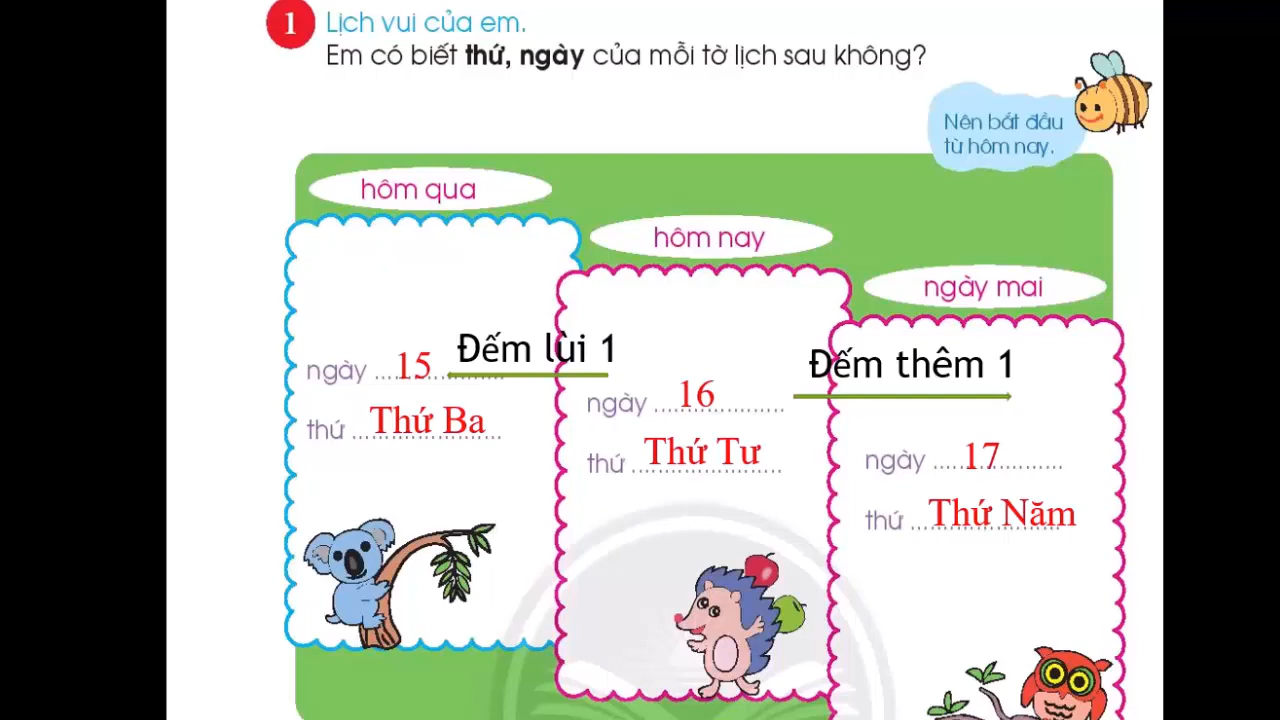 1
Lịch vui của em.
Em có biết thứ, ngày của mỗi tờ lịch sau không?
Nên bắt đầu
từ hôm nay.
hôm qua
ngày 15
thứ Thứ Ba
Đếm lùi 1
hôm nay
ngày 16
thứ Thứ Tư
Đếm thêm 1
ngày mai
ngày 17
thứ Thứ Năm